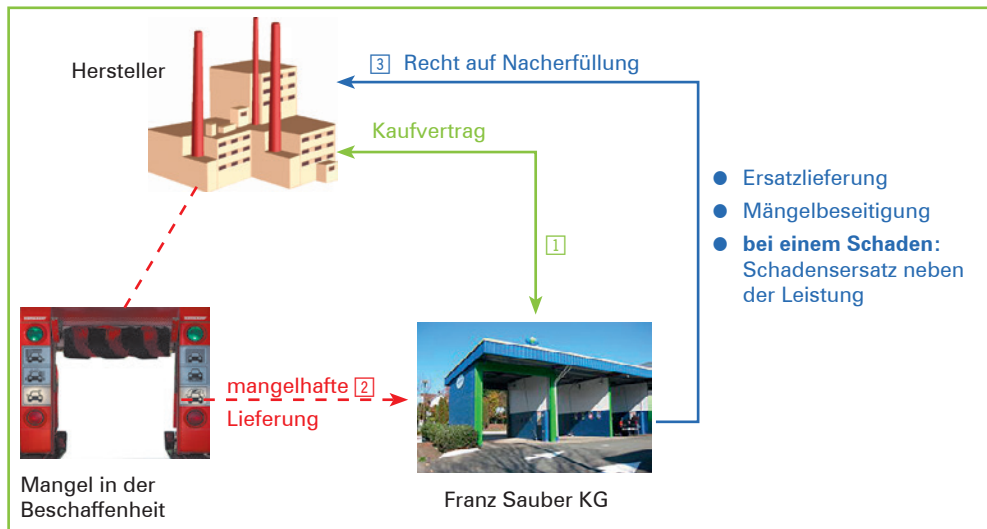 Hersteller
3 Recht auf Nacherfüllung
Kaufvertrag
● Ersatzlieferung
● Mängelbeseitigung
● bei einem Schaden:
Schadensersatz neben
der Leistung
1
mangelhafte 2
Lieferung
Mangel in der
Beschaffenheit
Franz Sauber KG